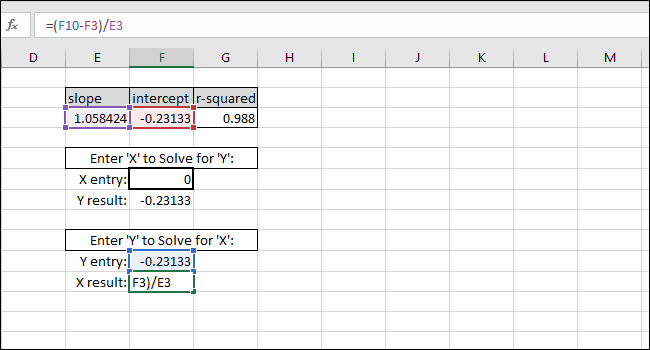 fx =(F10-F3)/E3
D E F G H I J K L M
slope intercept r-squared
1.058424 -0.23133 0.988
Enter 'X' to Solve for 'Y':
X entry: 0
Y result: -0.23133
Enter 'Y' to Solve for 'X':
Y entry: -0.23133
X result: F3)/E3